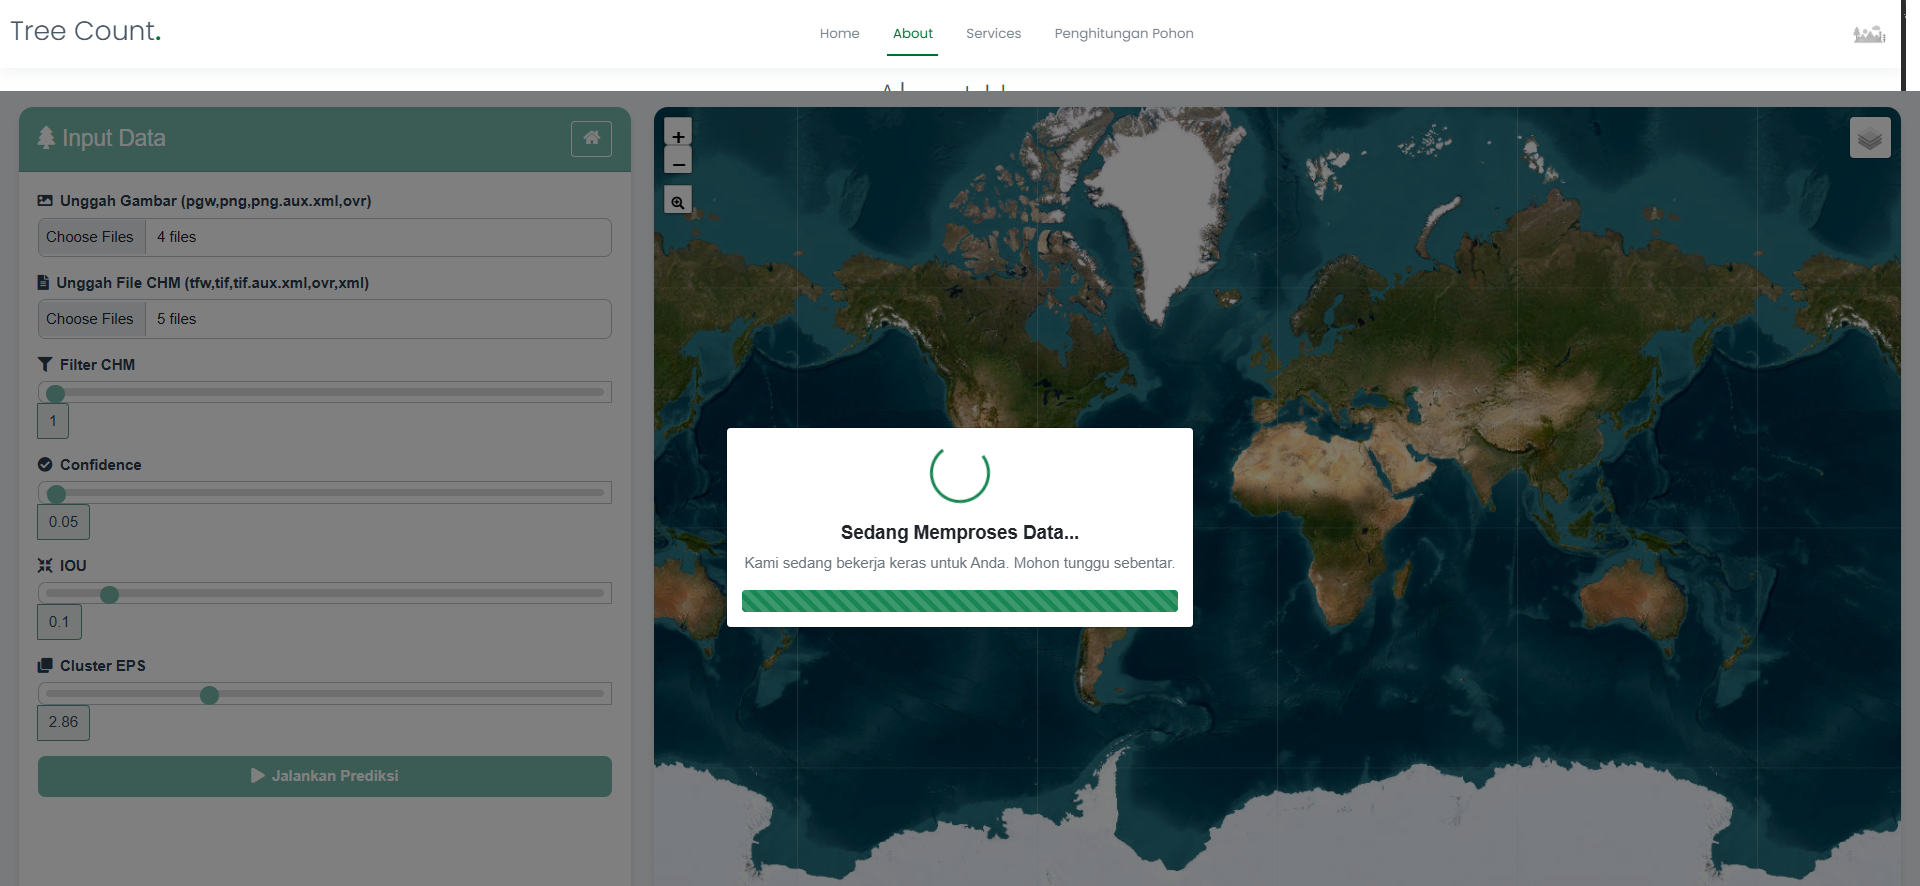 Tree Count.
Home
About
Services
Penghitungan Pohon
Input Data
Unggah Gambar (pgw,png,png.aux.xml,ovr)
Choose Files 4 files
Unggah File CHM (tfw,tif,tif.aux.xml,ovr,xml)
Choose Files 5 files
Filter CHM
1
Confidence
0.05
IOU
0.1
Cluster EPS
2.86
Jalankan Prediksi
+
−
Sedang Memproses Data...
Kami sedang bekerja keras untuk Anda. Mohon tunggu sebentar.